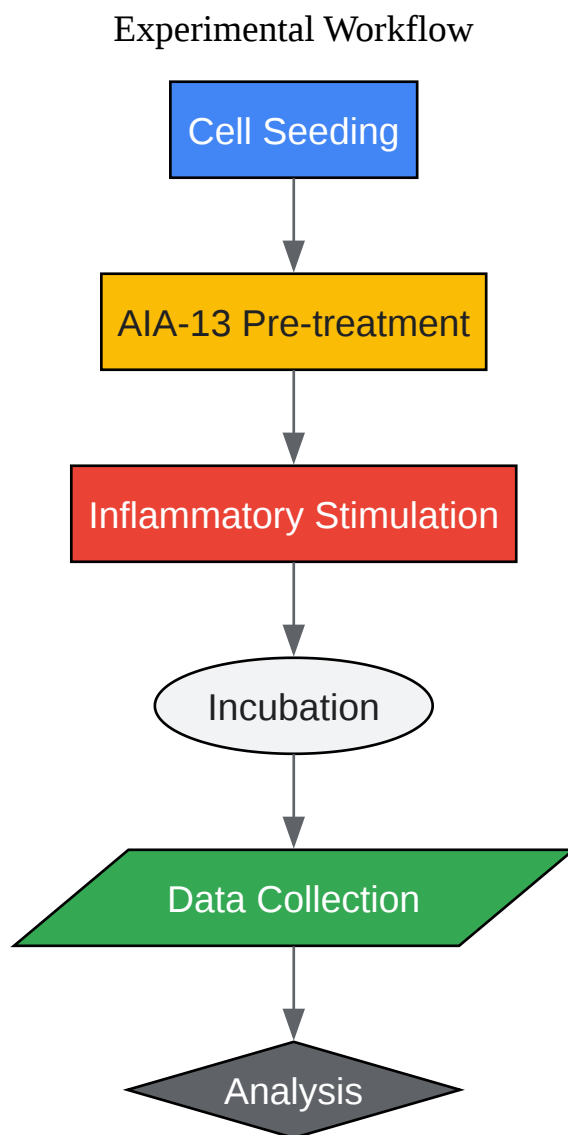 Experimental Workflow
Cell Seeding
AIA-13 Pre-treatment
Inflammatory Stimulation
Incubation
Data Collection
Analysis